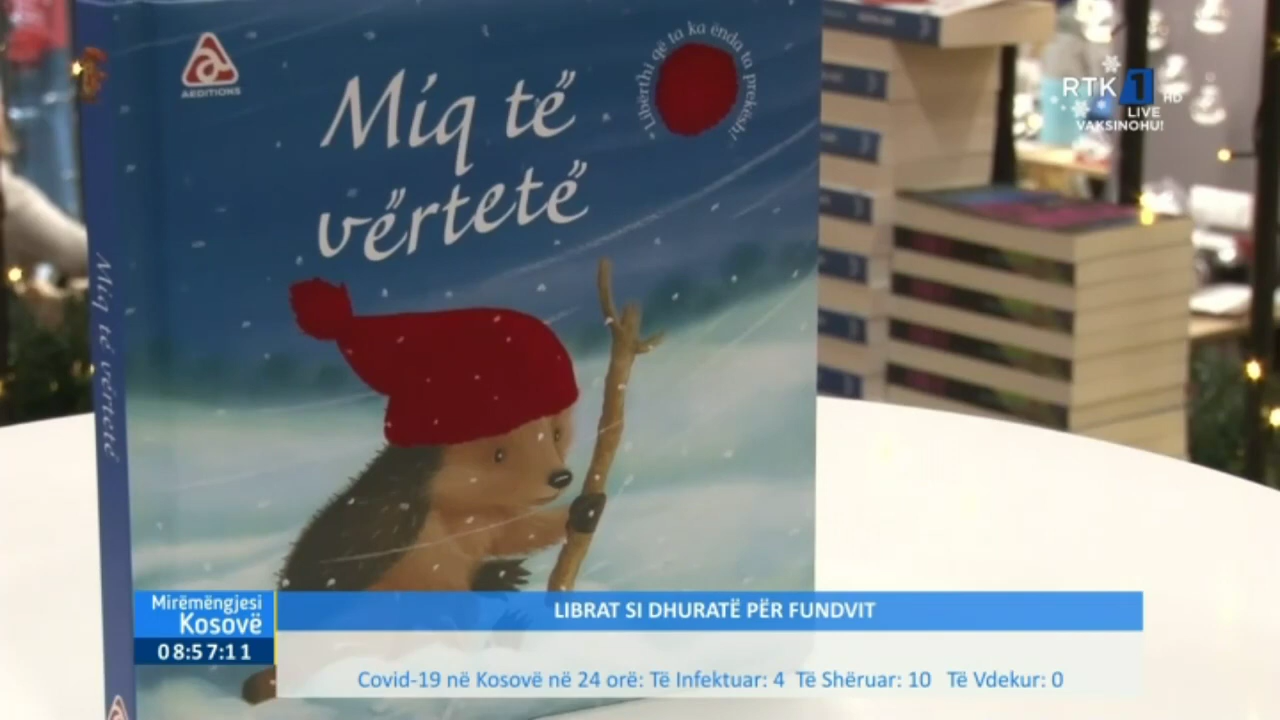 ARDITIONS
Miq të
vërtetë
"Libërthi që ta ka ënda ta prekësh!"
Miq të vërtetë
RTK 1 HD
LIVE
VAKSINOHU!
Mirëmëngjesi
Kosovë
08:57:11
LIBRAT SI DHURATË PËR FUNDVIT
Covid-19 në Kosovë në 24 orë: Të Infektuar: 4 Të Shëruar: 10 Të Vdekur: 0